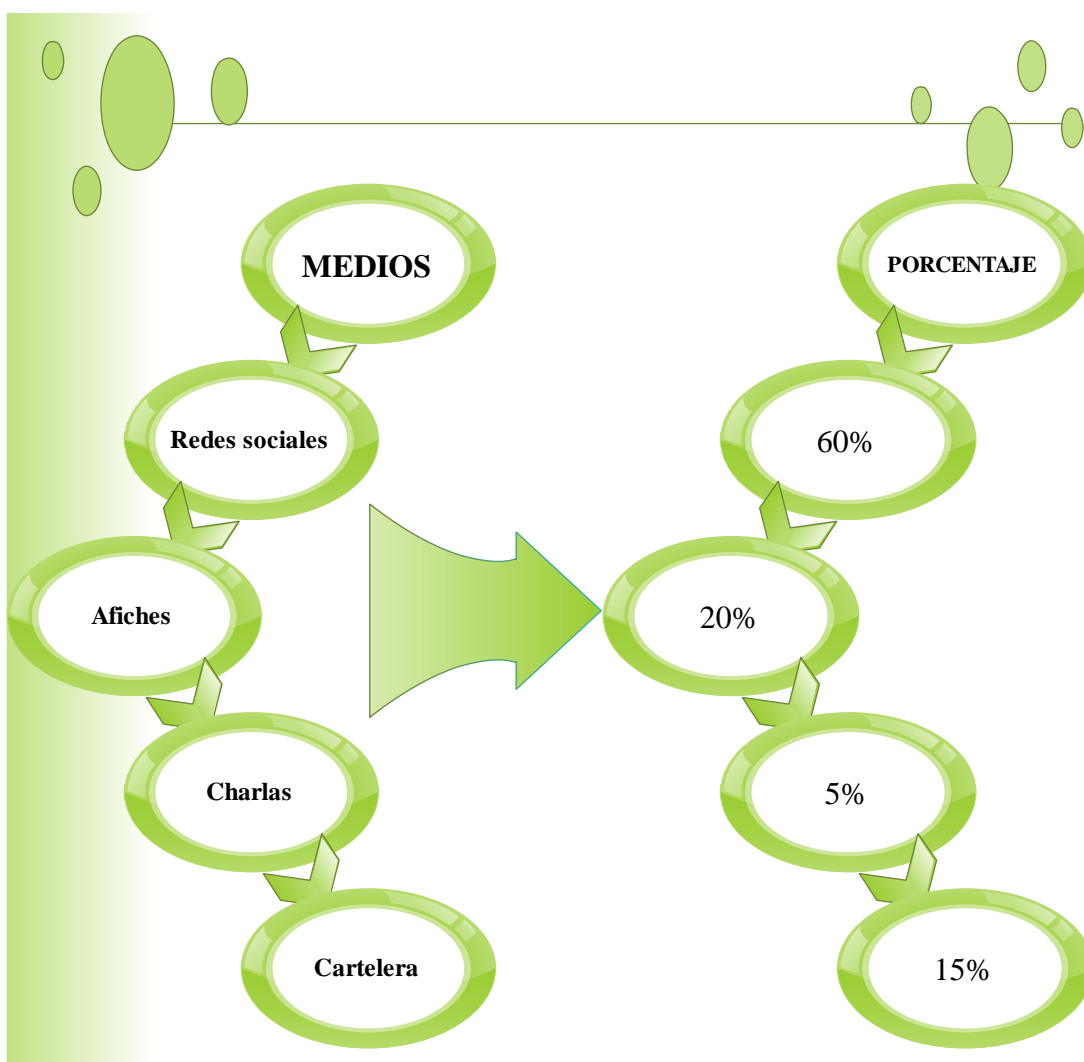 MEDIOS
PORCENTAJE
Redes sociales
60%
Afiches
20%
Charlas
5%
Cartelera
15%